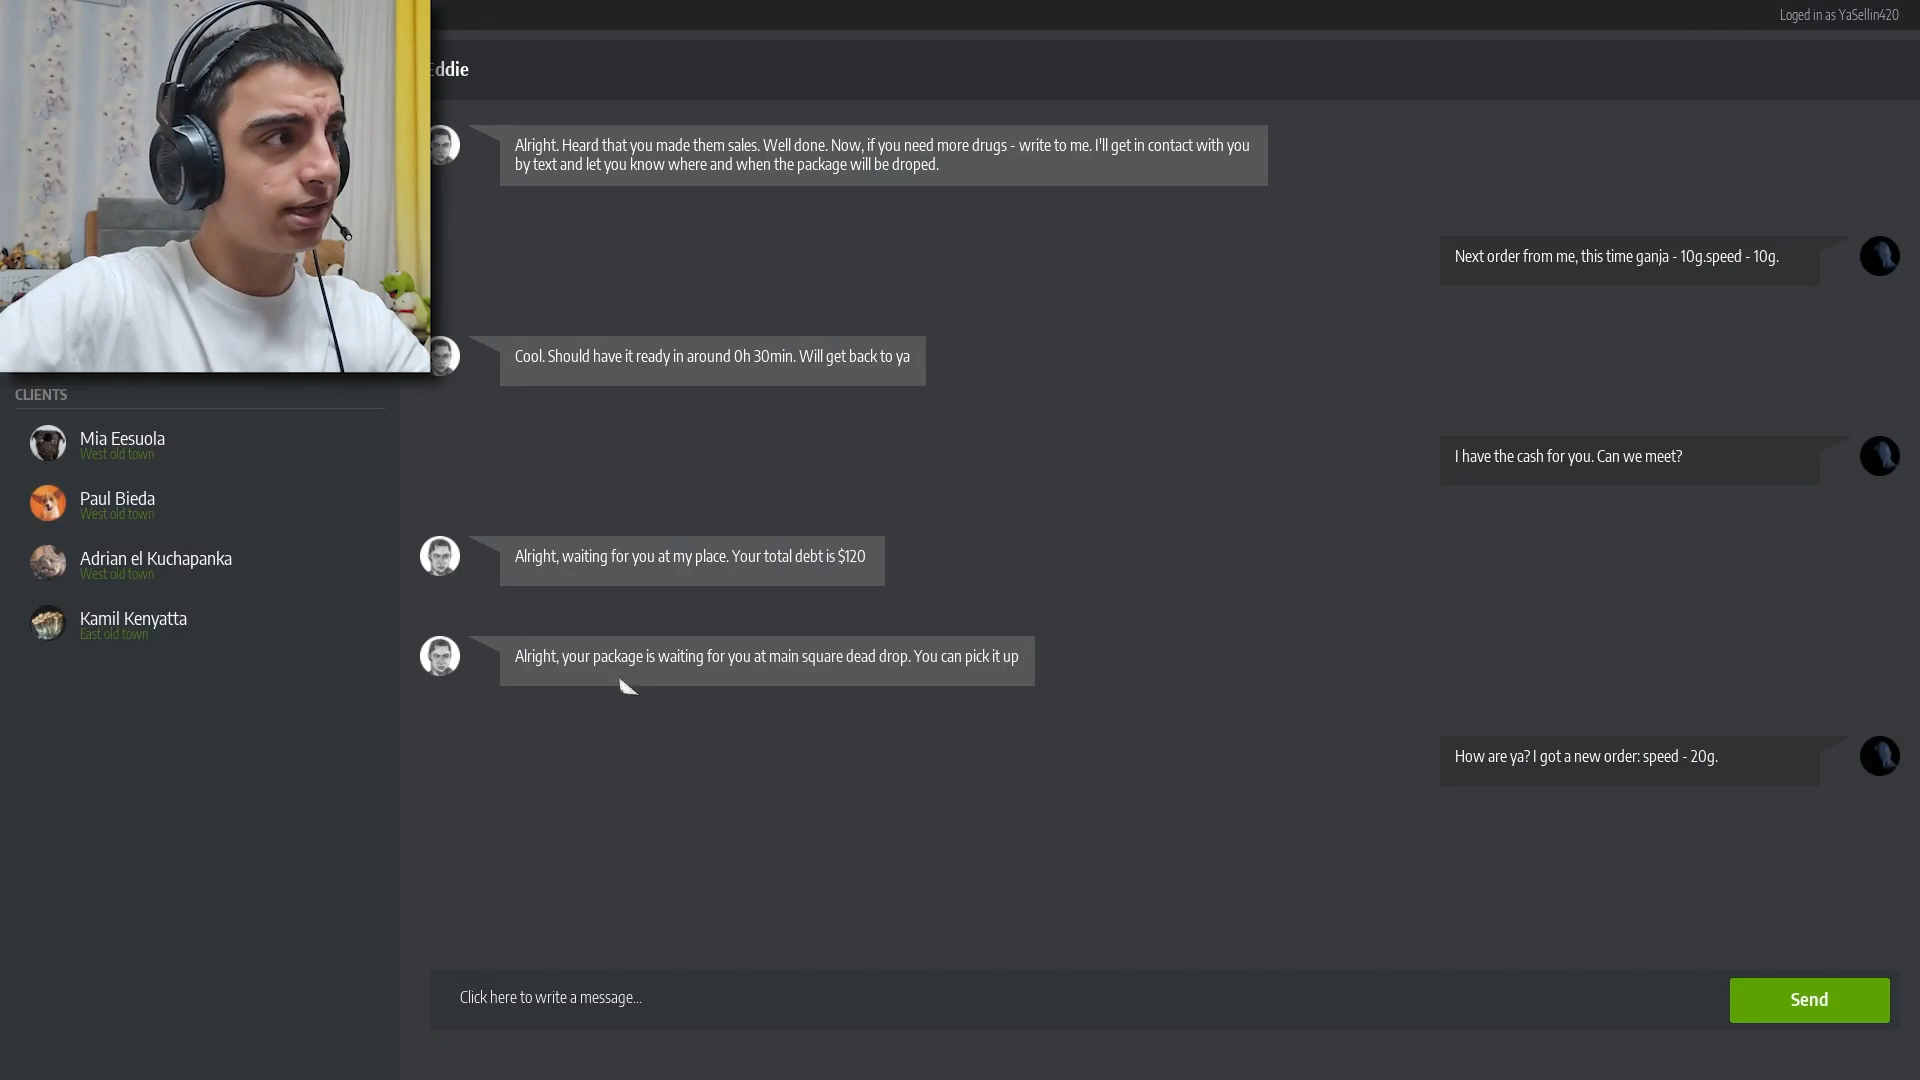 Loged in as YaSellin420
Eddie
Alright. Heard that you made them sales. Well done. Now, if you need more drugs - write to me. I'll get in contact with you
by text and let you know where and when the package will be droped.
Next order from me, this time ganja - 10g.speed - 10g.
Cool. Should have it ready in around 0h 30min. Will get back to ya
CLIENTS
Mia Eesuola
West old town
I have the cash for you. Can we meet?
Paul Bieda
West old town
Adrian el Kuchapanka
West old town
Alright, waiting for you at my place. Your total debt is $120
Kamil Kenyatta
East old town
Alright, your package is waiting for you at main square dead drop. You can pick it up
How are ya? I got a new order: speed - 20g.
Click here to write a message...
Send